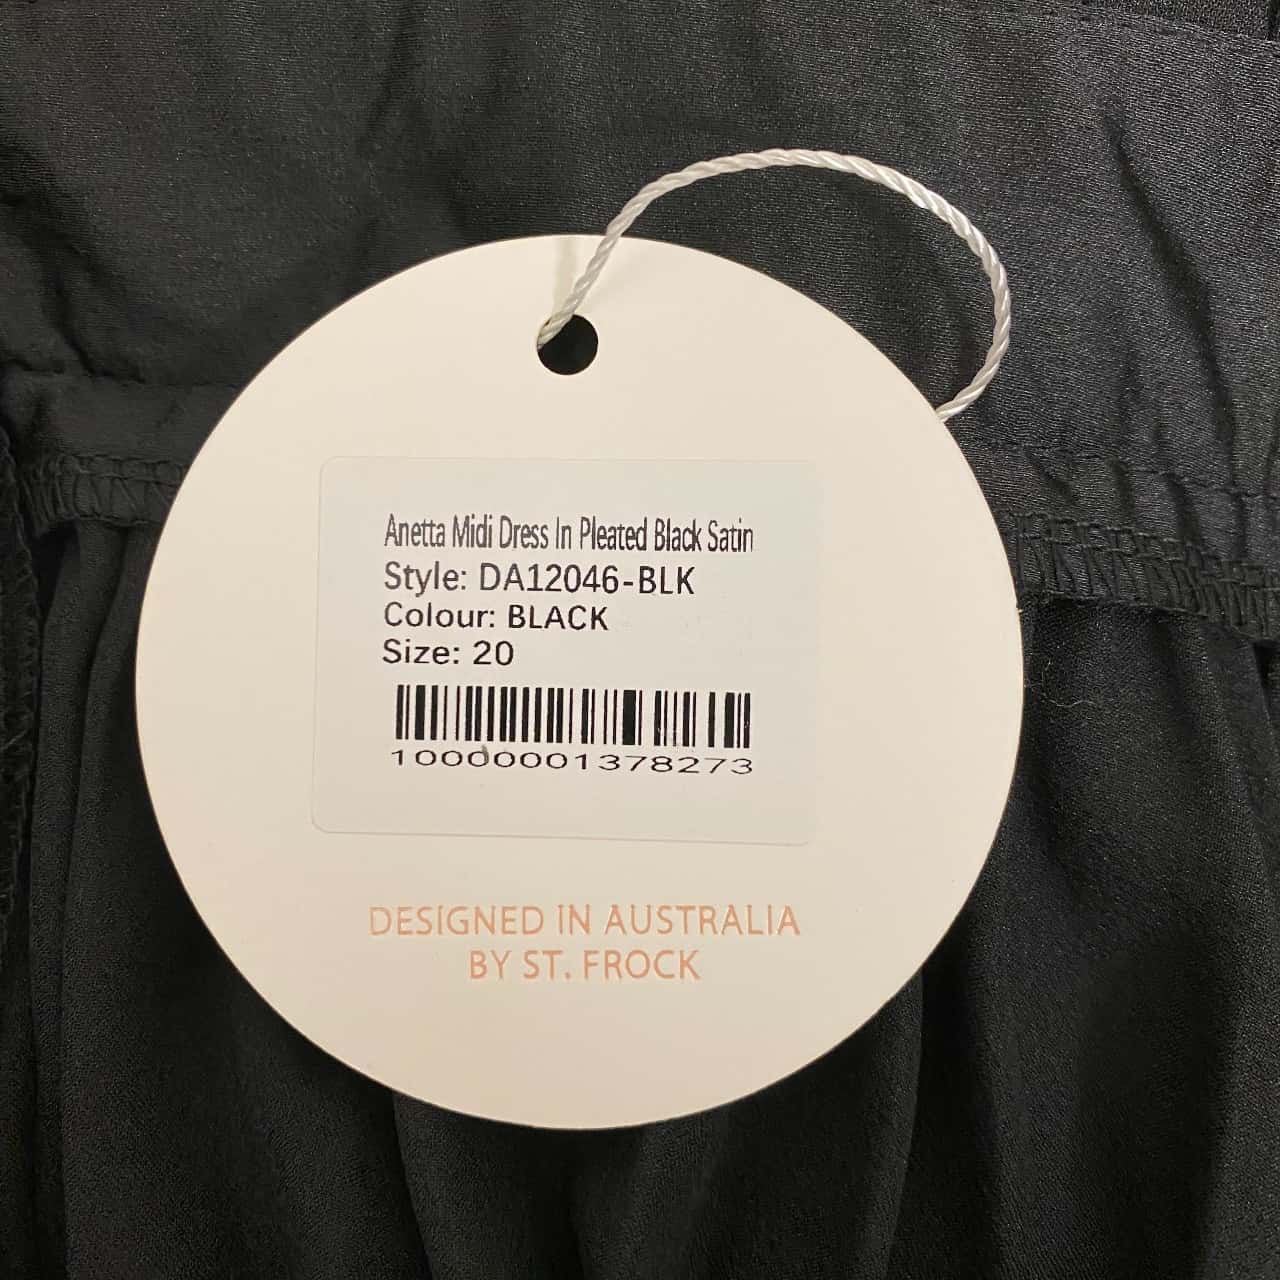 Anetta Midi Dress In Pleated Black Satin
Style: DA12046-BLK
Colour: BLACK
Size: 20
10000001378273
DESIGNED IN AUSTRALIA
BY ST. FROCK